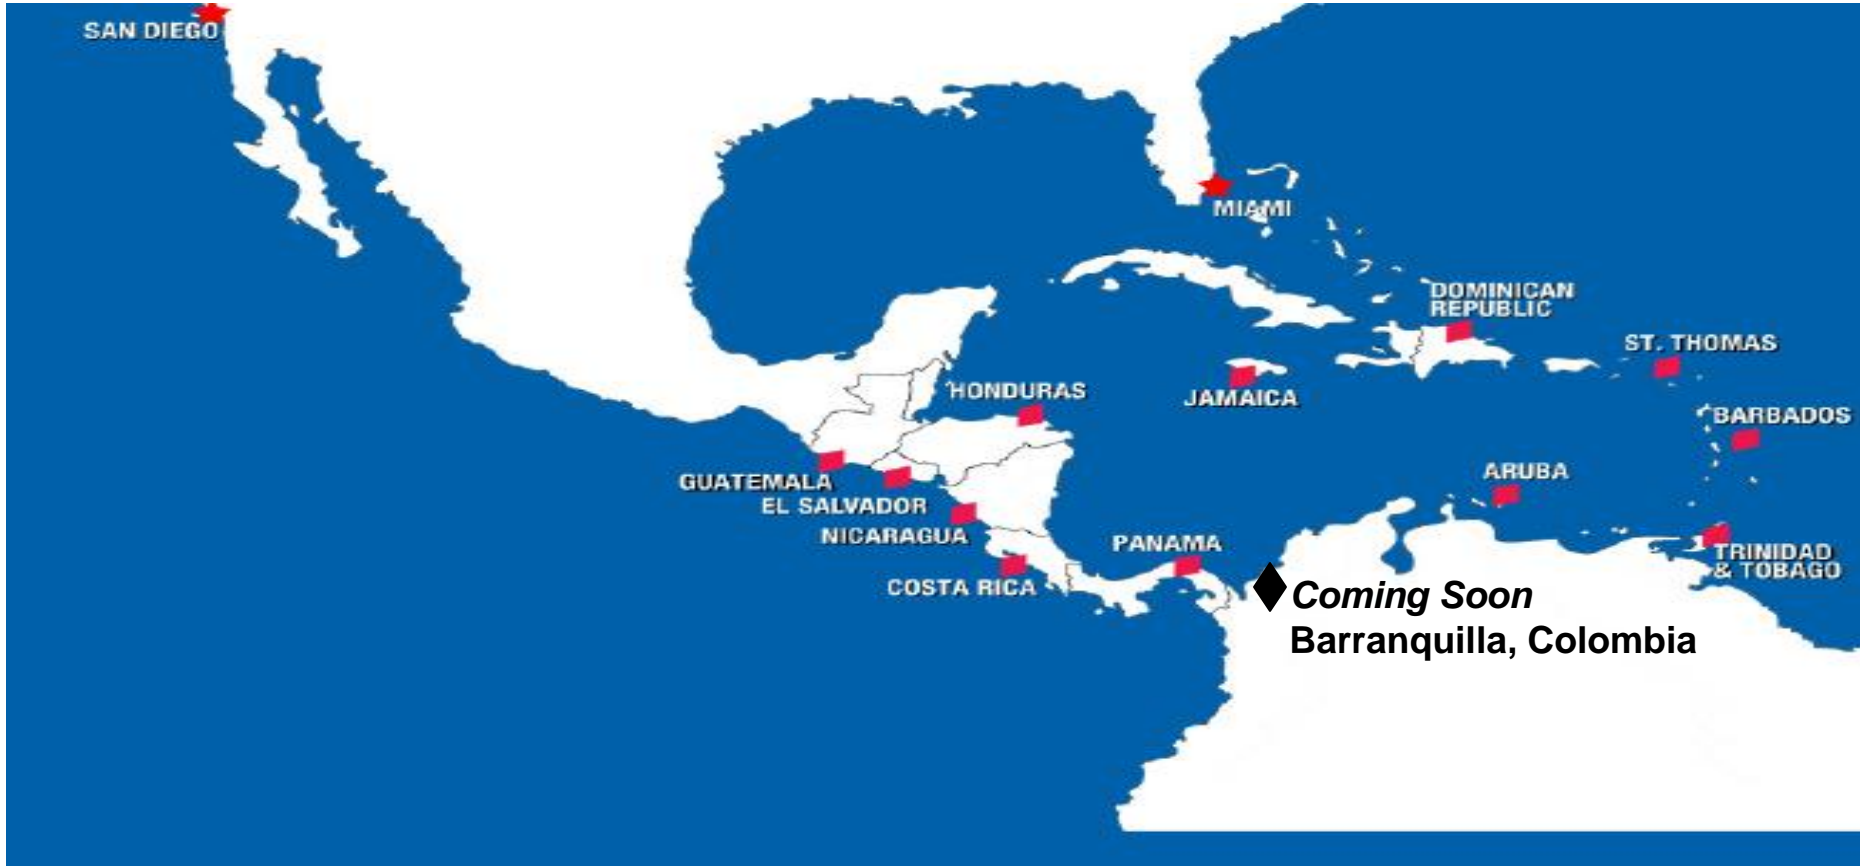 SAN DIEGO
MIAMI
DOMINICAN
REPUBLIC
ST. THOMAS
HONDURAS
JAMAICA
BARBADOS
ARUBA
GUATEMALA
EL SALVADOR
NICARAGUA
PANAMA
TRINIDAD
& TOBAGO
COSTA RICA
Coming Soon
Barranquilla, Colombia